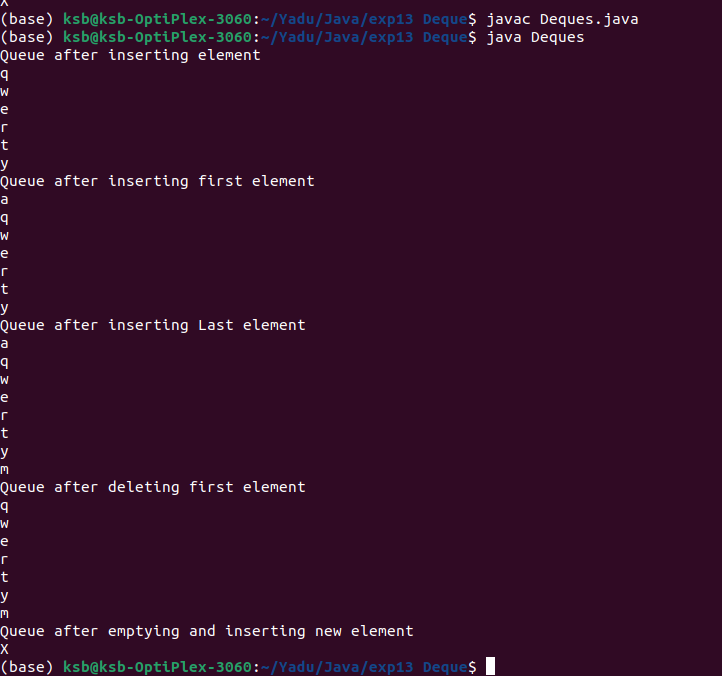 X
(base) ksb@ksb-OptiPlex-3060:~/Yadu/Java/exp13 Deque$ javac Deques.java
(base) ksb@ksb-OptiPlex-3060:~/Yadu/Java/exp13 Deque$ java Deques
Queue after inserting element
q
w
e
r
t
y
Queue after inserting first element
a
q
w
e
r
t
y
Queue after inserting Last element
a
q
w
e
r
t
y
m
Queue after deleting first element
q
w
e
r
t
y
m
Queue after emptying and inserting new element
X
(base) ksb@ksb-OptiPlex-3060:~/Yadu/Java/exp13 Deque$